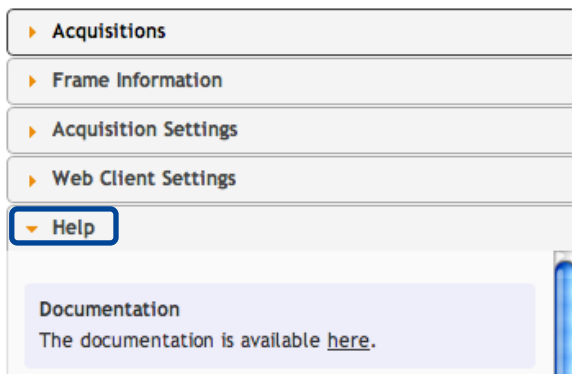 Acquisitions
Frame Information
Acquisition Settings
Web Client Settings
Help
Documentation
The documentation is available here.